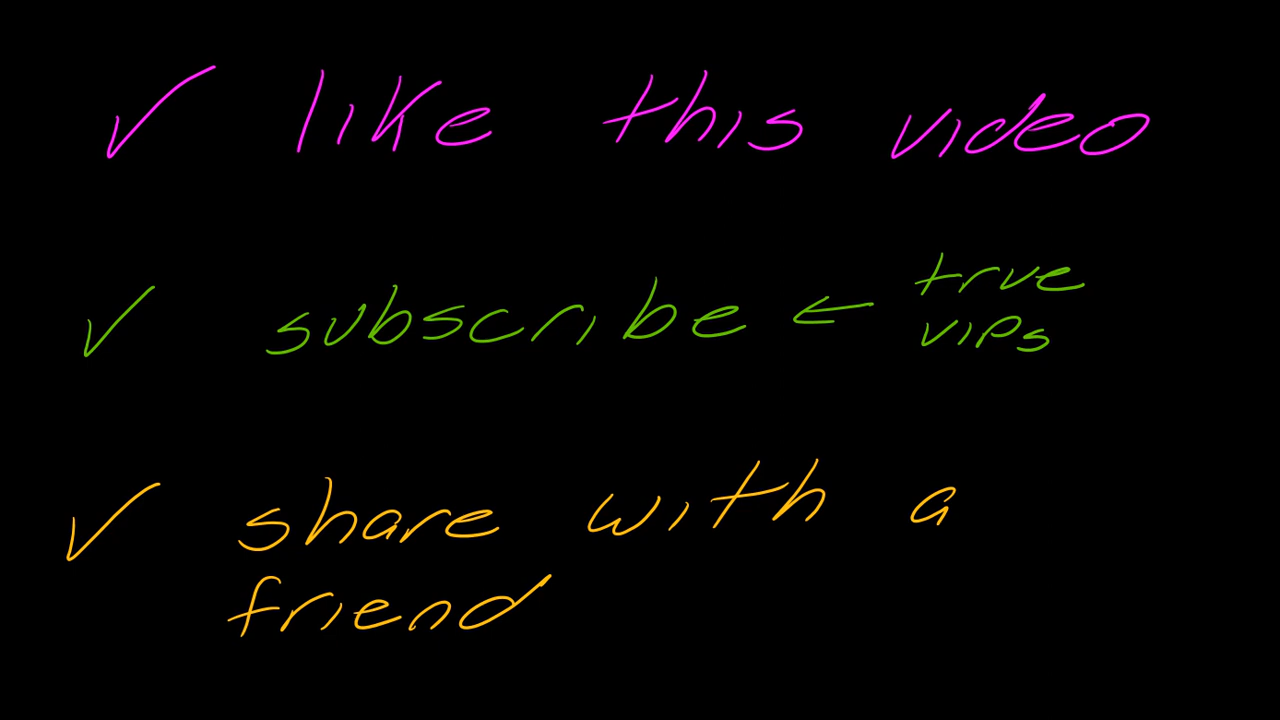 ✓ like this video
✓ subscribe ← true
vips
✓ share with a
friend